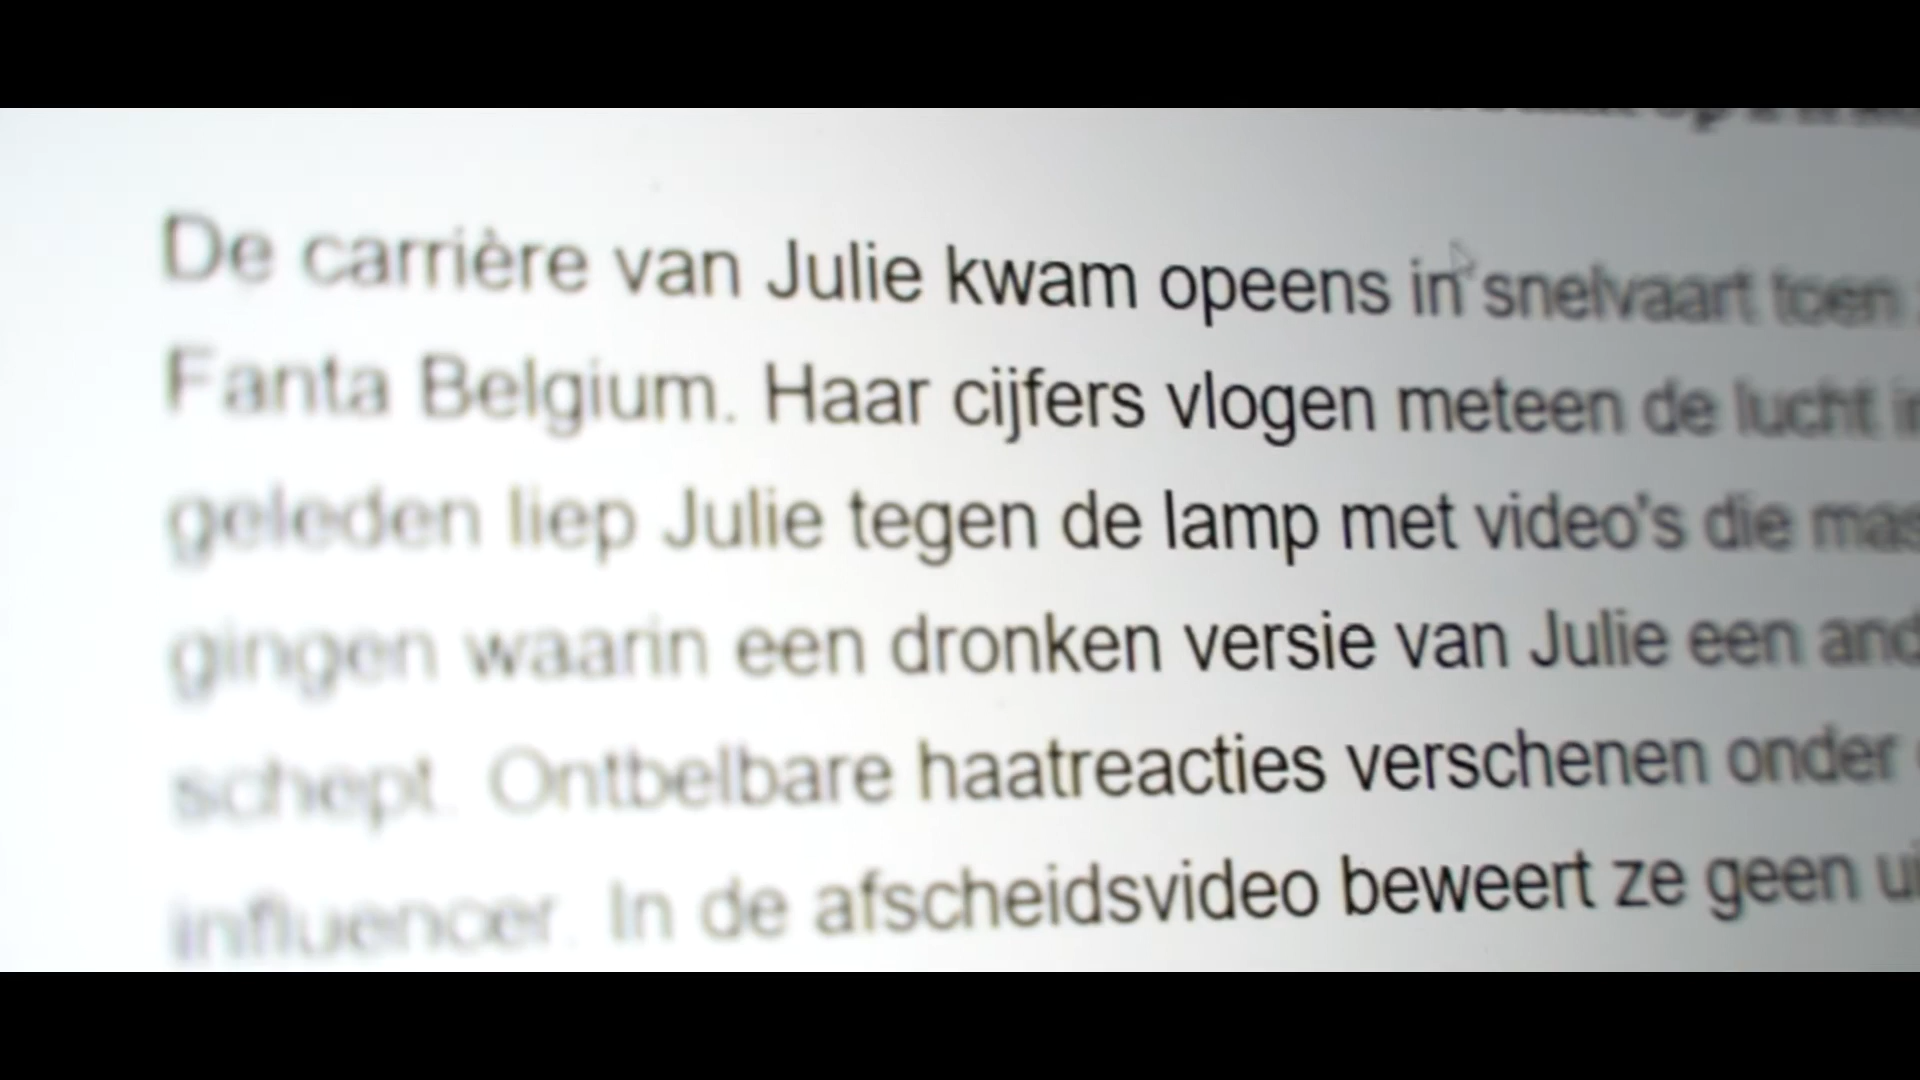 De carrière van Julie kwam opeens in snelvaart toen
Fanta Belgium. Haar cijfers vlogen meteen de lucht
geleden liep Julie tegen de lamp met video's die
gingen waarin een dronken versie van Julie een
schept. Ontbelbare haatreacties verschenen onder
influencer. In de afscheidsvideo beweert ze geen